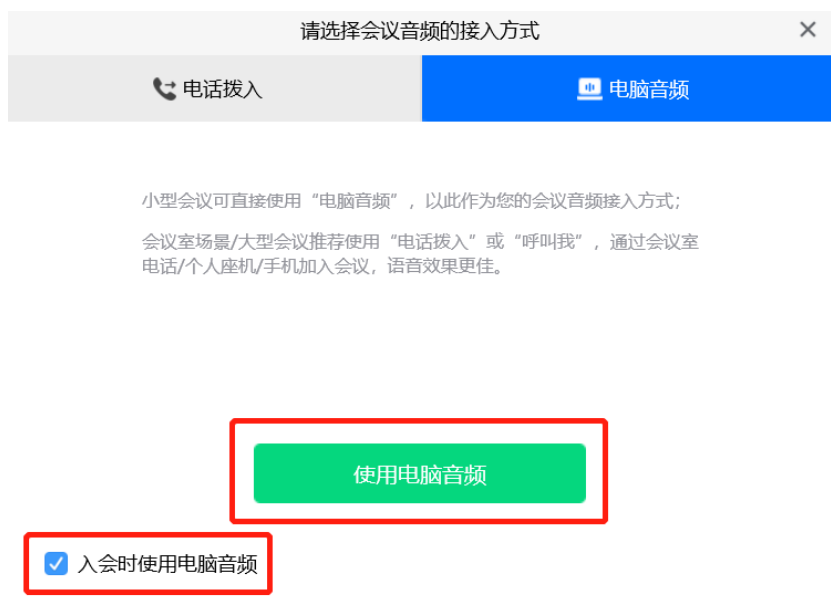 请选择会议音频的接入方式
电话拨入
电脑音频
小型会议可直接使用“电脑音频”，以此作为您的会议音频接入方式;
会议室场景/大型会议推荐使用“电话拨入”或“呼叫我”，通过会议室
电话/个人座机/手机加入会议, 语音效果更佳。
使用电脑音频
入会时使用电脑音频